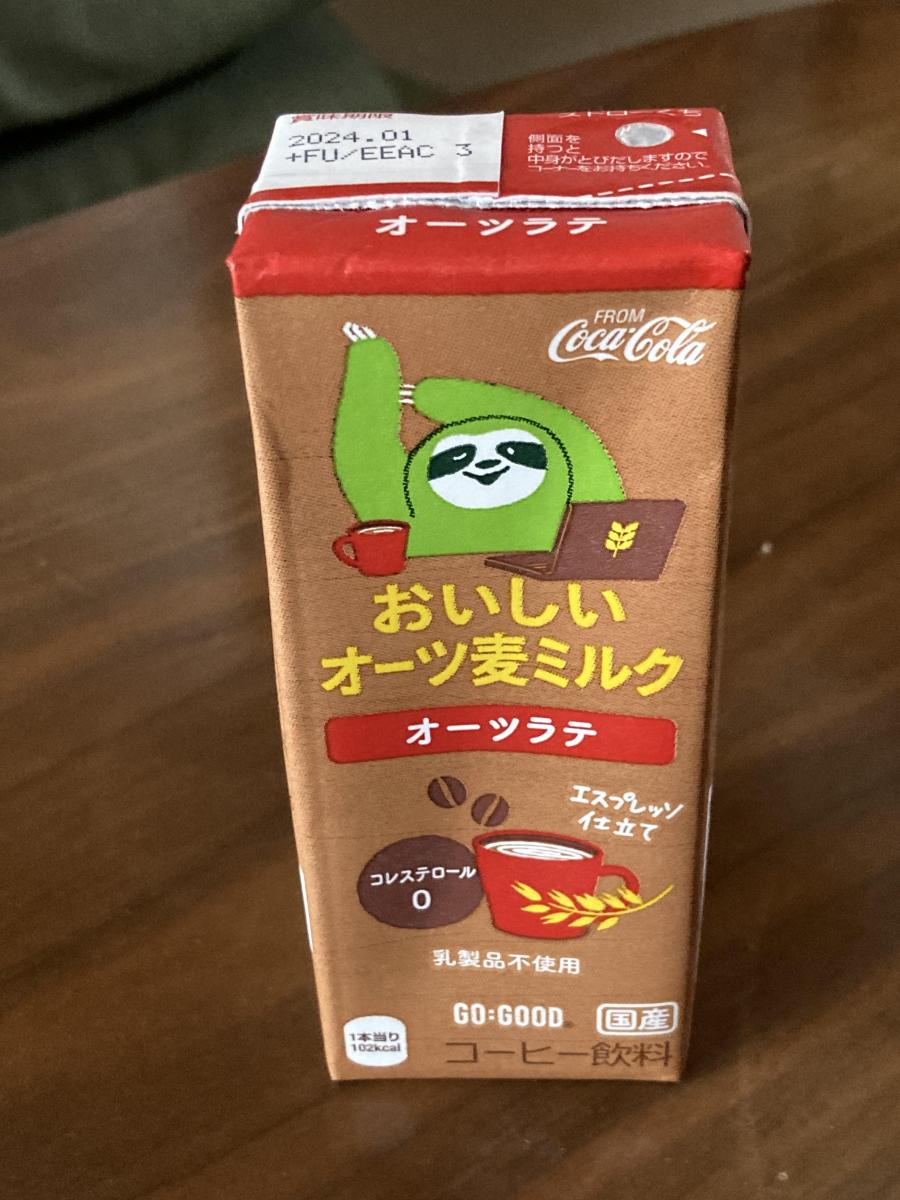 賞味期限
2024.01
+FU/EEAC 3
ストローぐち
側面を
持つと
中身がとびだしますので
コーナーをお持ちください。
オーツラテ
FROM
Coca-Cola
おいしい
オーツ麦ミルク
オーツラテ
エスプレッソ
仕立て
コレステロール
0
乳製品不使用
GO:GOOD®
国産
1本当り
102kcal
コーヒー飲料